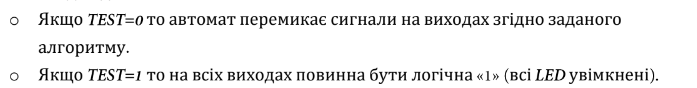 o Якщо TEST=0 то автомат перемикає сигнали на виходах згідно заданого
алгоритму.
o Якщо TEST=1 то на всіх виходах повинна бути логічна «1» (всі LED увімкнені).